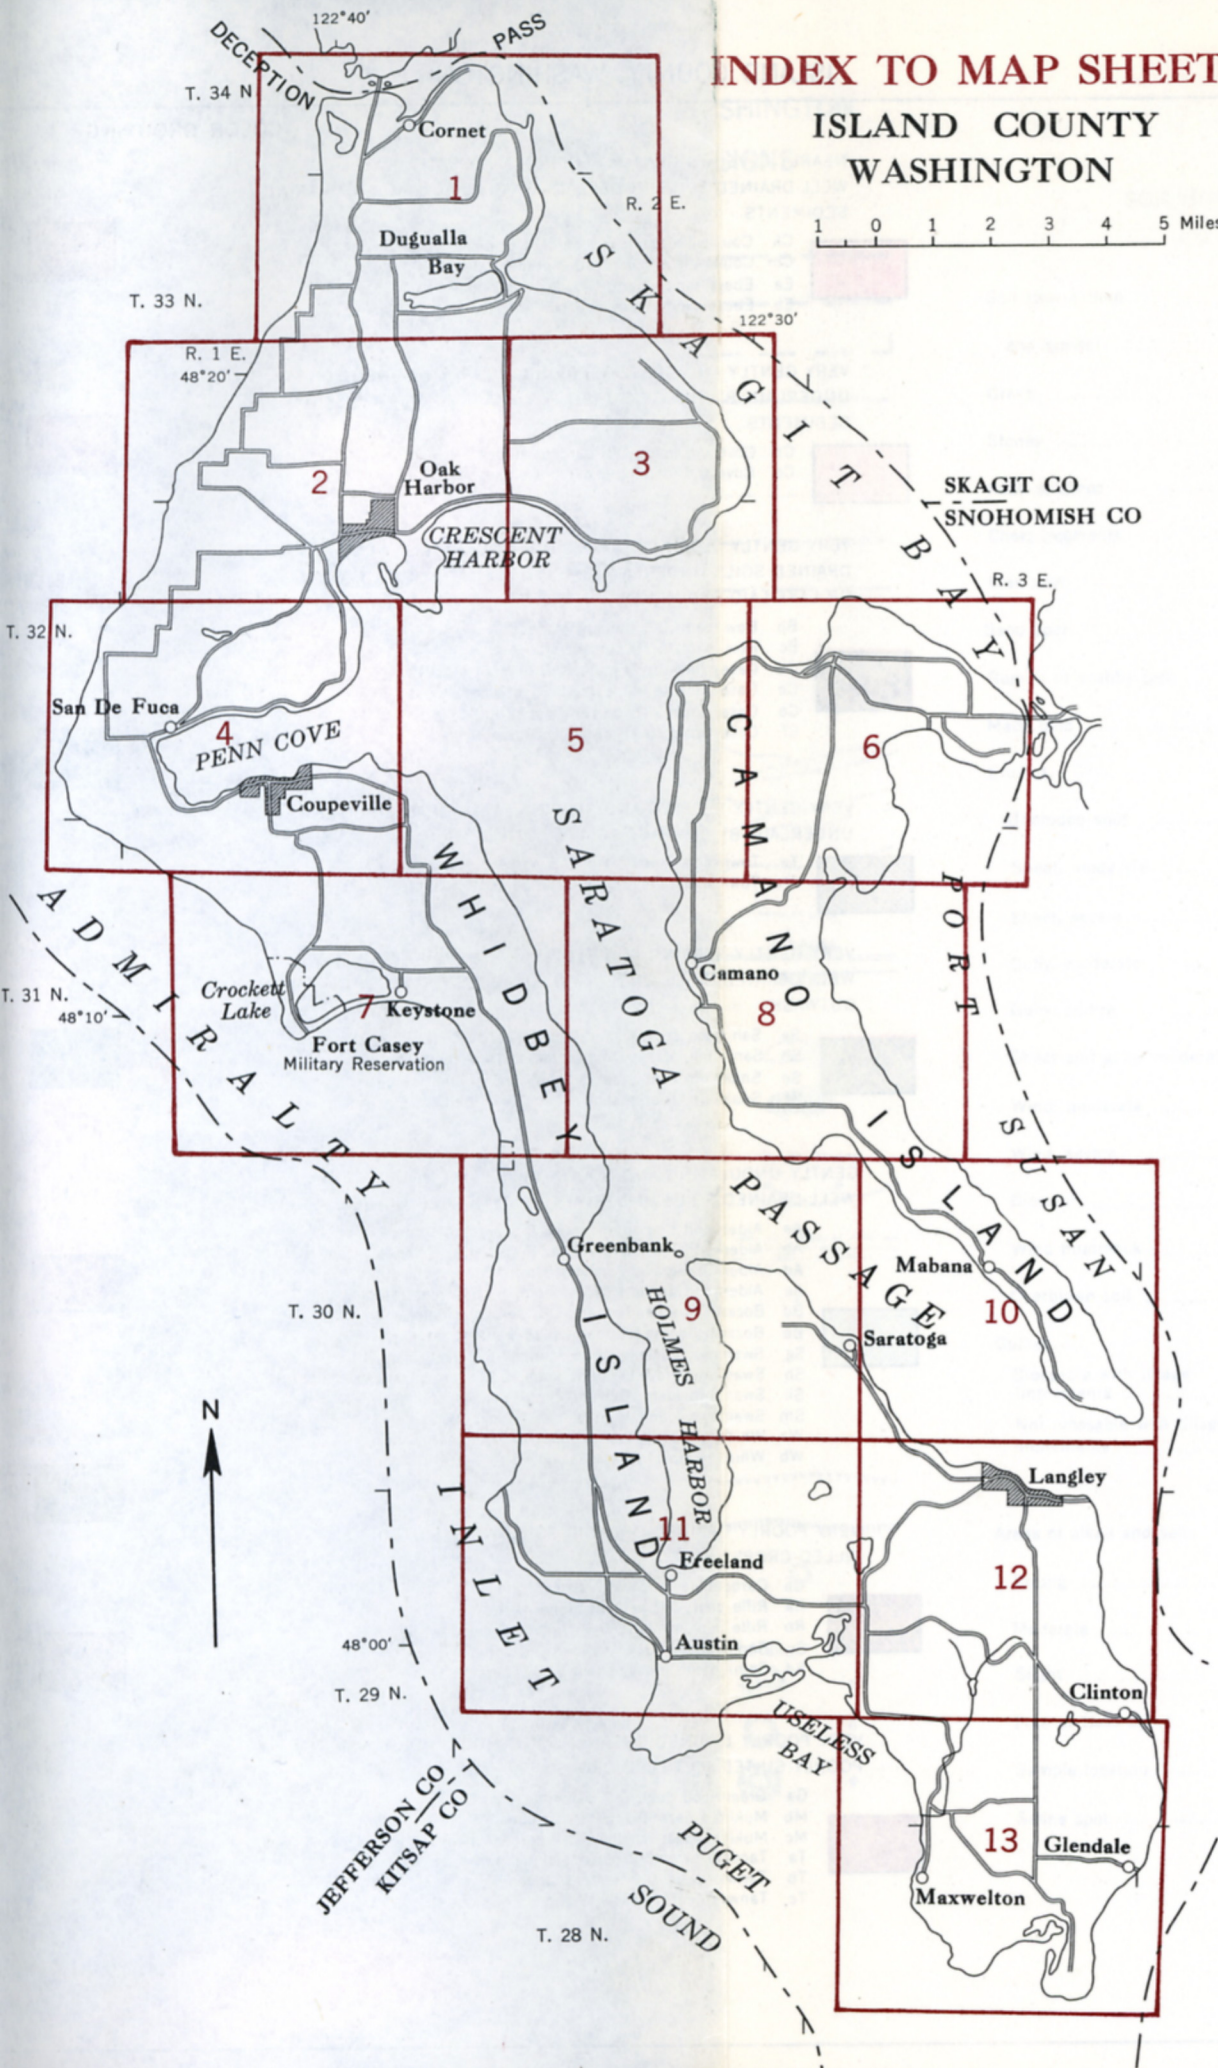 122°40'
DECEPTION PASS
INDEX TO MAP SHEET
ISLAND COUNTY
WASHINGTON
1 0 1 2 3 4 5 Miles
T. 34 N.
Cornet
1
R. 2 E.
Dugualla
Bay
T. 33 N.
122°30'
R. 1 E.
48°20'
SKAGIT BAY
2
Oak
Harbor
3
CRESCENT
HARBOR
SKAGIT CO
SNOHOMISH CO
R. 3 E.
T. 32 N.
San De Fuca
4
PENN COVE
5
6
Coupeville
CAMANO ISLAND
WHIDBEY ISLAND
SARATOGA PASSAGE
PORT SUSAN
ADMIRALTY INLET
T. 31 N.
48°10'
Crockett
Lake
7
Keystone
Fort Casey
Military Reservation
Camano
8
Greenbank
T. 30 N.
HOLMES HARBOR
9
Mabana
10
Saratoga
N
Langley
11
Freeland
12
48°00'
Austin
T. 29 N.
Clinton
USELESS
BAY
JEFFERSON CO
KITSAP CO
PUGET
SOUND
13
Glendale
Maxwelton
T. 28 N.